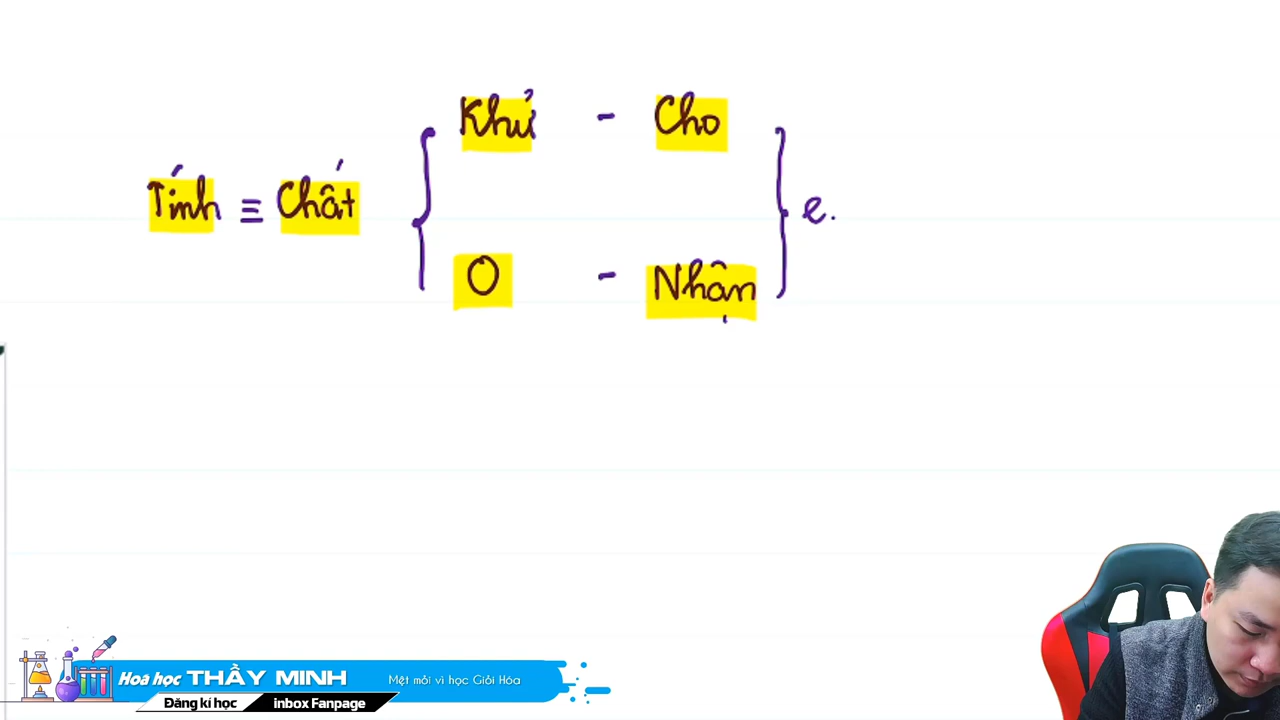 Khử - Cho
Tính ≡ Chất { } e.
O - Nhận
Hoá học THẦY MINH
Mệt mỏi vì học Giỏi Hóa
Đăng kí học
inbox Fanpage